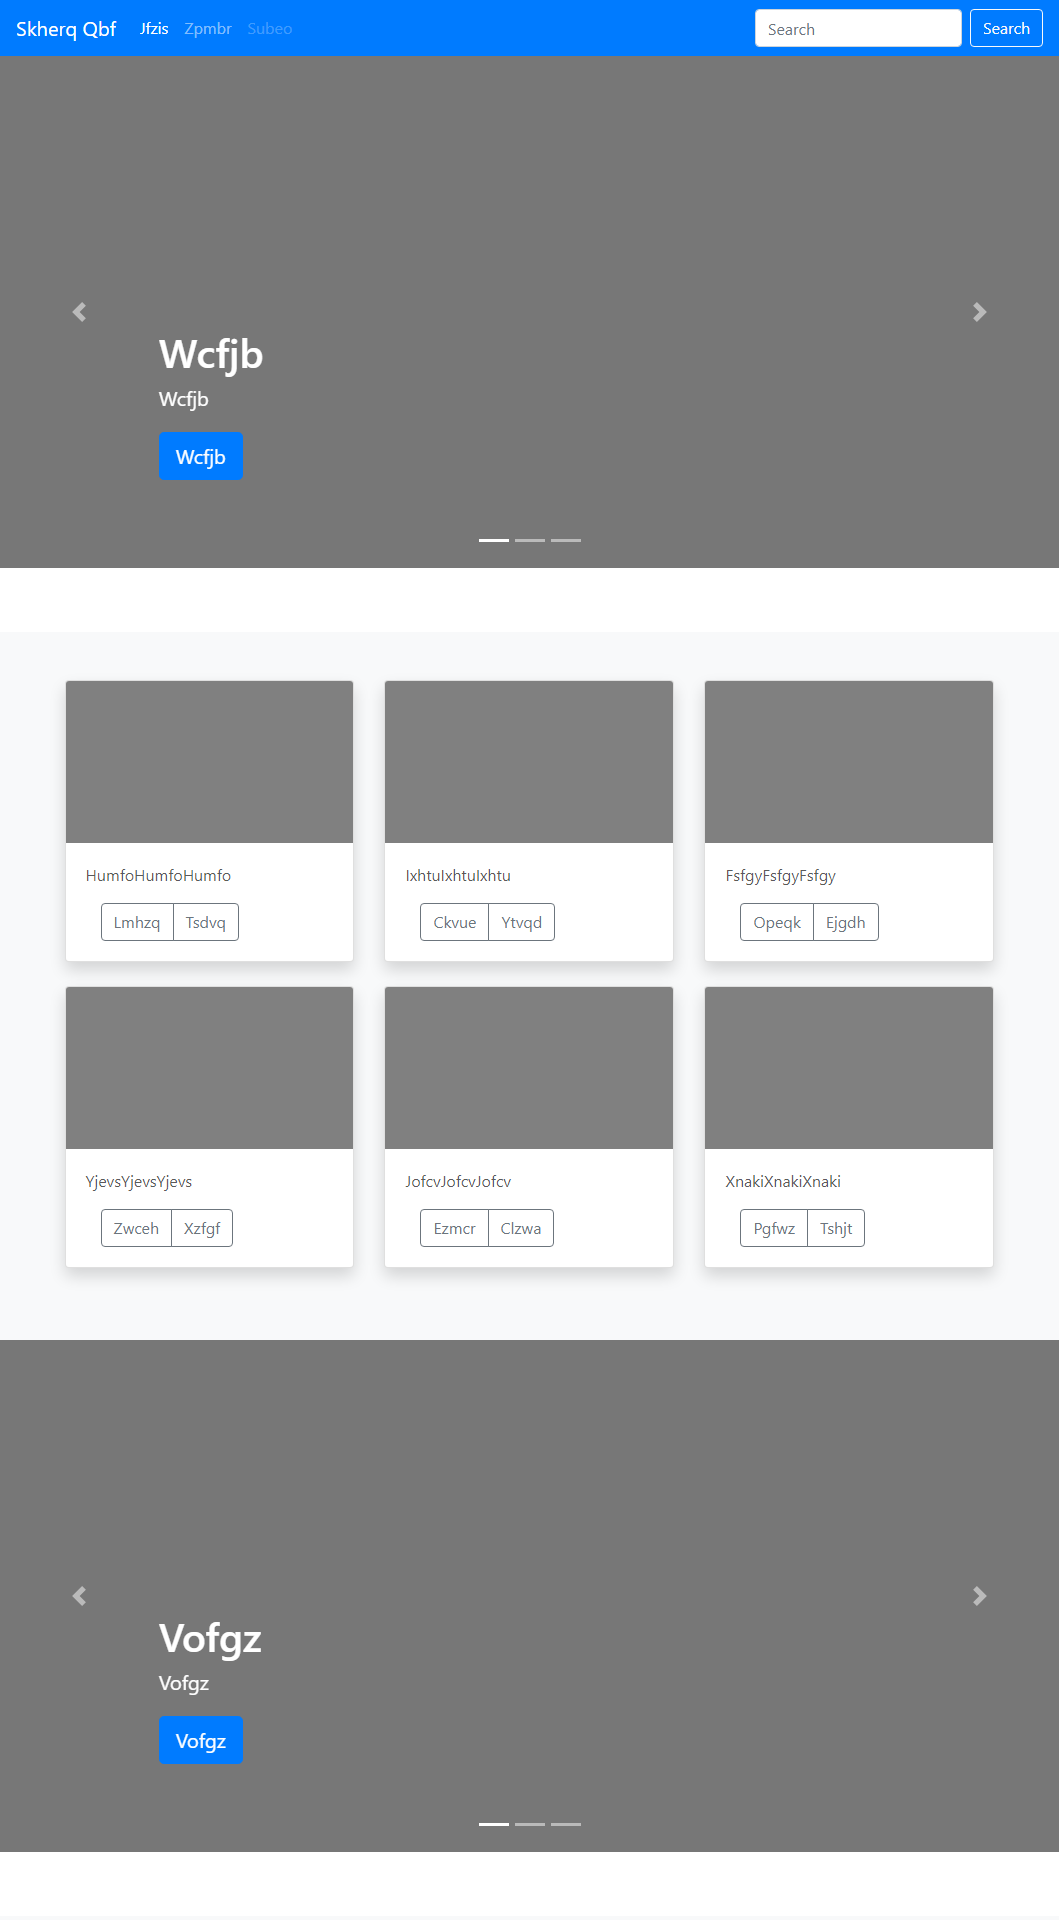 Skherq Qbf Jfzis Zpmbr Subeo Search Search
Wcfjb
Wcfjb
Wcfjb
HumfoHumfoHumfo
Lmhzq Tsdvq
IxhtuIxhtuIxhtu
Ckvue Ytvqd
FsfgyFsfgyFsfgy
Opeqk Ejgdh
YjevsYjevsYjevs
Zwceh Xzfgf
JofcvJofcvJofcv
Ezmcr Clzwa
XnakiXnakiXnaki
Pgfwz Tshjt
Vofgz
Vofgz
Vofgz